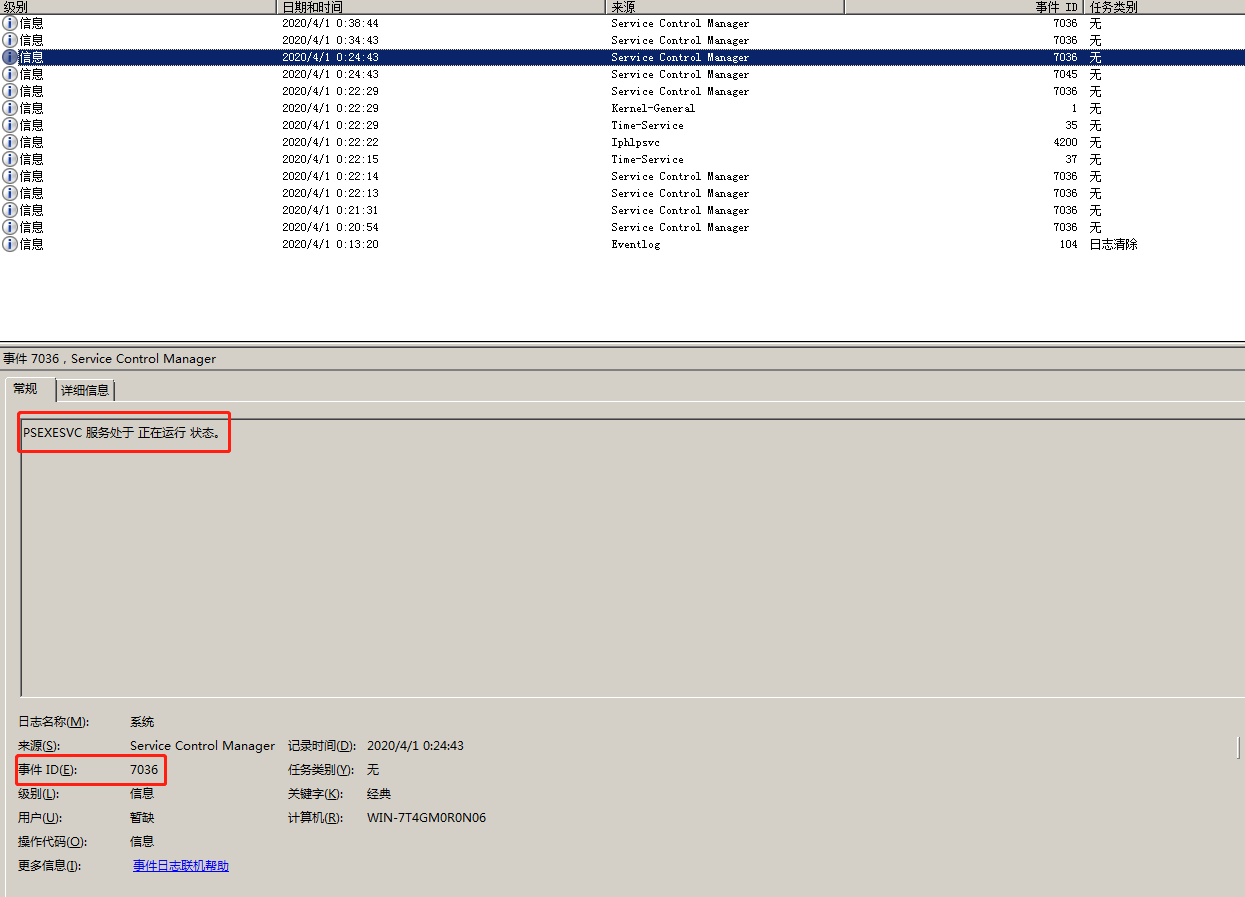 级别 日期和时间 来源 事件 ID 任务类别
信息 2020/4/1 0:38:44 Service Control Manager 7036 无
信息 2020/4/1 0:34:43 Service Control Manager 7036 无
信息 2020/4/1 0:24:43 Service Control Manager 7036 无
信息 2020/4/1 0:24:43 Service Control Manager 7045 无
信息 2020/4/1 0:22:29 Service Control Manager 7036 无
信息 2020/4/1 0:22:29 Kernel-General 1 无
信息 2020/4/1 0:22:29 Time-Service 35 无
信息 2020/4/1 0:22:22 Iphlpsvc 4200 无
信息 2020/4/1 0:22:15 Time-Service 37 无
信息 2020/4/1 0:22:14 Service Control Manager 7036 无
信息 2020/4/1 0:22:13 Service Control Manager 7036 无
信息 2020/4/1 0:21:31 Service Control Manager 7036 无
信息 2020/4/1 0:20:54 Service Control Manager 7036 无
信息 2020/4/1 0:13:20 Eventlog 104 日志清除
事件 7036，Service Control Manager
常规 详细信息
PSEXESVC 服务处于 正在运行 状态。
日志名称(M): 系统
来源(S): Service Control Manager 记录时间(D): 2020/4/1 0:24:43
事件 ID(E): 7036 任务类别(Y): 无
级别(L): 信息 关键字(K): 经典
用户(U): 暂缺 计算机(R): WIN-7T4GM0R0N06
操作代码(O): 信息
更多信息(I): 事件日志联机帮助